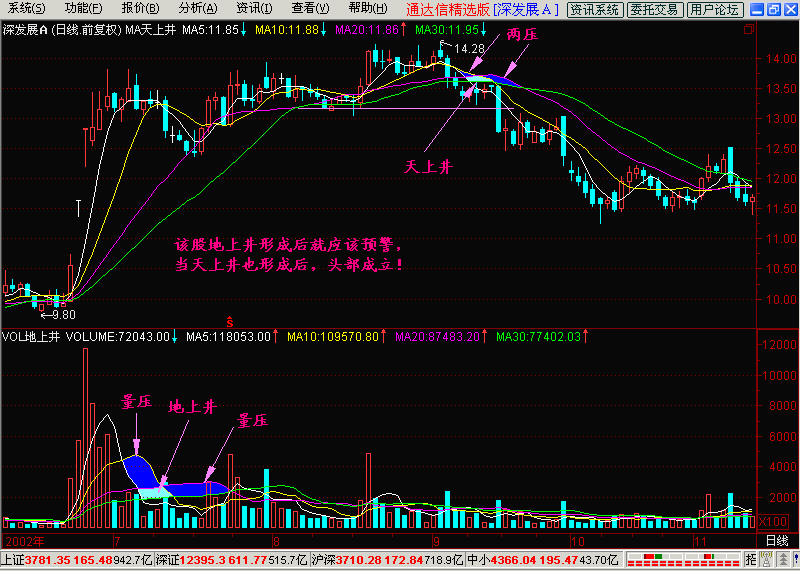 系统(S) 功能(F) 报价(B) 分析(A) 资讯(I) 查看(V) 帮助(H) 通达信精选版[深发展A] 资讯系统 委托交易 用户论坛
深发展A (日线.前复权) MA天上井 MA5:11.85↓ MA10:11.88↓ MA20:11.86↑ MA30:11.95↓
两压
14.28
14.00
13.50
13.00
天上井
12.50
12.00
11.50
该股地上井形成后就应该预警,
11.00
当天上井也形成后, 头部成立!
10.50
10.00
9.80
S
VOL地上井 VOLUME:72043.00↓ MA5:118053.00↑ MA10:109570.80↑ MA20:87483.20↑ MA30:77402.03↑
12000
10000
量压 地上井 量压
8000
6000
4000
2000
X100
2002年 7 8 9 10 11 日线
上证3781.35 165.48 942.7亿 深证12395.3 611.77 515.7亿 沪深3710.28 172.84 718.9亿 中小4366.04 195.47 43.70亿 招